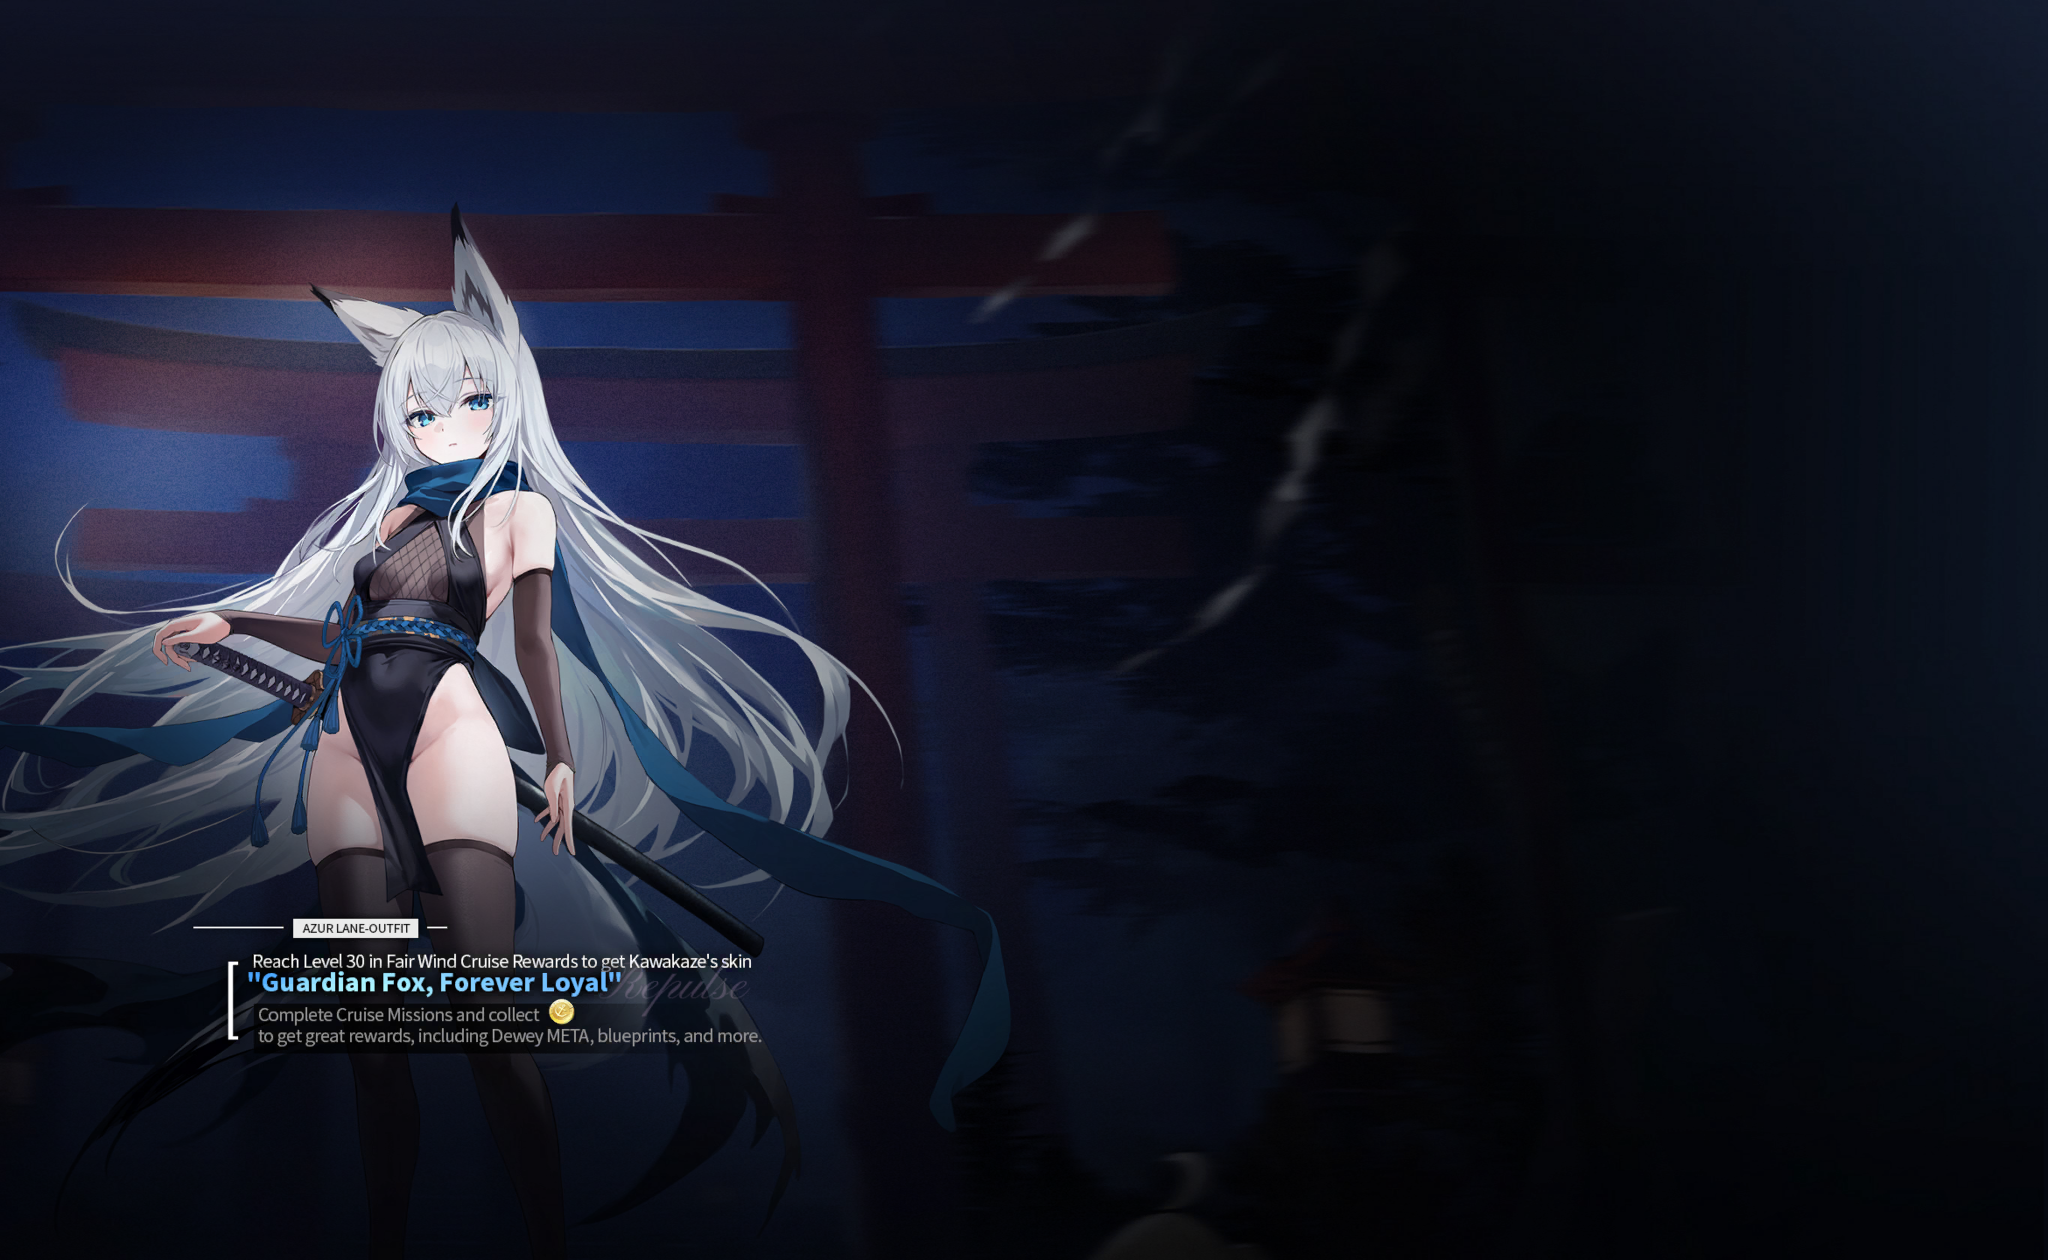 AZUR LANE-OUTFIT
Reach Level 30 in Fair Wind Cruise Rewards to get Kawakaze's skin
"Guardian Fox, Forever Loyal"
Repulse
Complete Cruise Missions and collect
to get great rewards, including Dewey META, blueprints, and more.